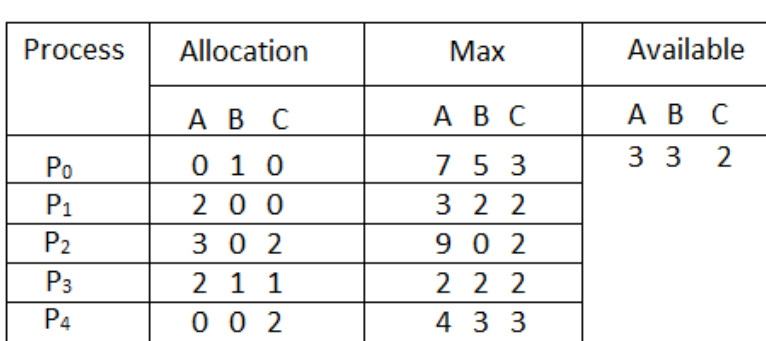 Process Allocation Max Available
A B C A B C A B C
P0 0 1 0 7 5 3 3 3 2
P1 2 0 0 3 2 2
P2 3 0 2 9 0 2
P3 2 1 1 2 2 2
P4 0 0 2 4 3 3